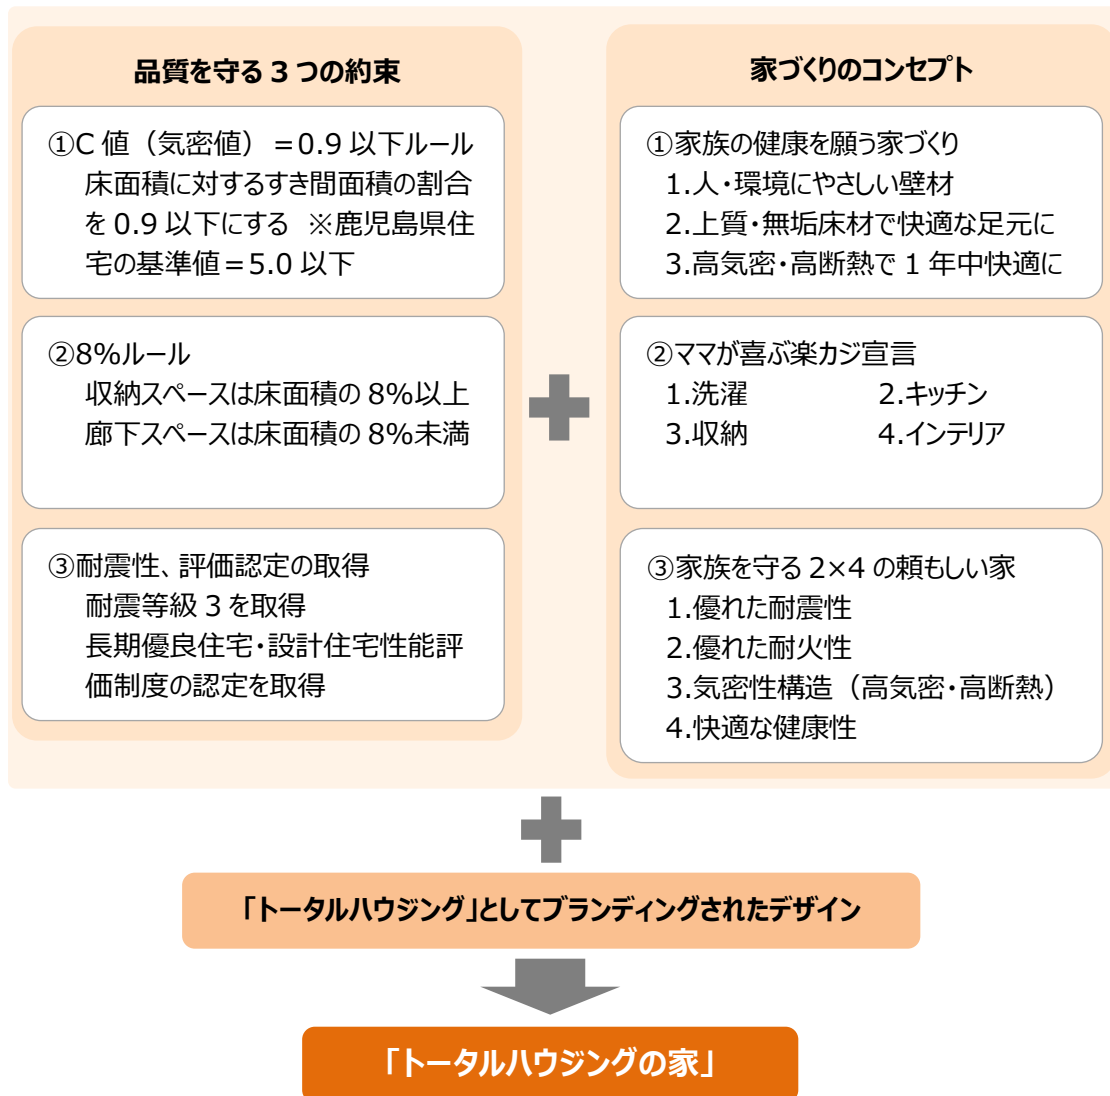 品質を守る3つの約束
①C値（気密値）＝0.9以下ルール
床面積に対するすき間面積の割合
を0.9以下にする ※鹿児島県住
宅の基準値＝5.0以下
②8%ルール
収納スペースは床面積の8%以上
廊下スペースは床面積の8%未満
③耐震性、評価認定の取得
耐震等級3を取得
長期優良住宅・設計住宅性能評
価制度の認定を取得
家づくりのコンセプト
①家族の健康を願う家づくり
1.人・環境にやさしい壁材
2.上質・無垢床材で快適な足元に
3.高気密・高断熱で1年中快適に
②ママが喜ぶ楽カジ宣言
1.洗濯 2.キッチン
3.収納 4.インテリア
③家族を守る2×4の頼もしい家
1.優れた耐震性
2.優れた耐火性
3.気密性構造（高気密・高断熱）
4.快適な健康性
「トータルハウジング」としてブランディングされたデザイン
「トータルハウジングの家」